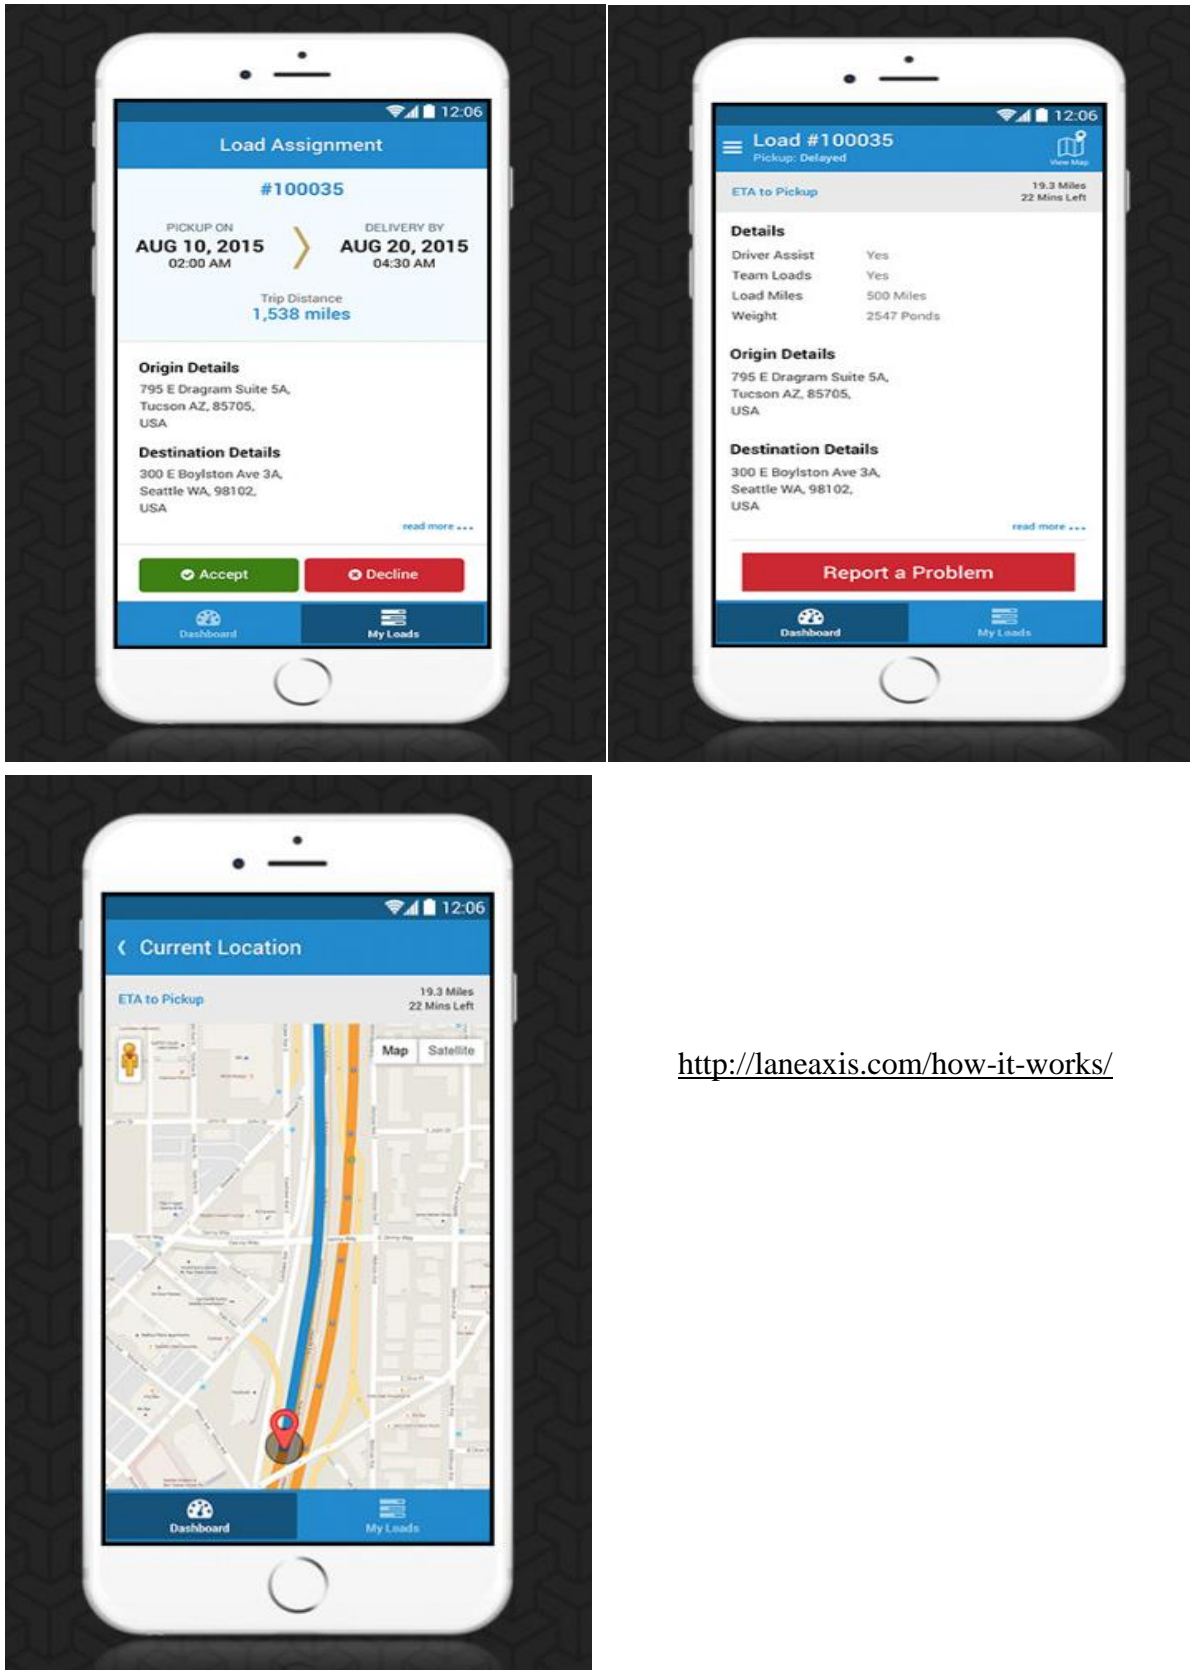 12:06
Load Assignment
#100035
PICKUP ON
AUG 10, 2015
02:00 AM
DELIVERY BY
AUG 20, 2015
04:30 AM
Trip Distance
1,538 miles
Origin Details
795 E Dragram Suite 5A,
Tucson AZ, 85705,
USA
Destination Details
300 E Boylston Ave 3A,
Seattle WA, 98102,
USA
read more
Accept
Decline
Dashboard
My Loads
12:06
Load #100035
Pickup: Delayed
View Map
ETA to Pickup
19.3 Miles
22 Mins Left
Details
Driver Assist Yes
Team Loads Yes
Load Miles 500 Miles
Weight 2547 Ponds
Origin Details
795 E Dragram Suite 5A,
Tucson AZ, 85705,
USA
Destination Details
300 E Boylston Ave 3A,
Seattle WA, 98102,
USA
read more
Report a Problem
Dashboard
My Loads
12:06
Current Location
ETA to Pickup
19.3 Miles
22 Mins Left
Map
Satellite
Dashboard
My Loads
http://laneaxis.com/how-it-works/